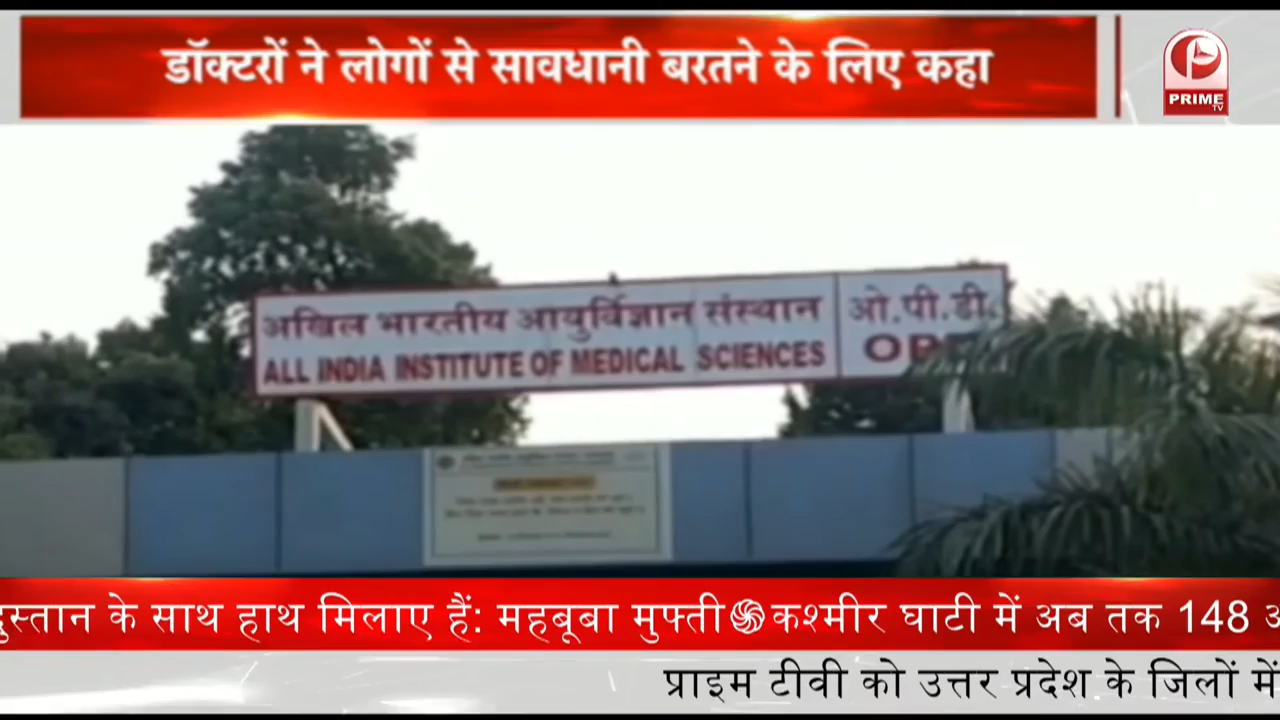 डॉक्टरों ने लोगों से सावधानी बरतने के लिए कहा
PRIME
TV
अखिल भारतीय आयुर्विज्ञान संस्थान
ओ.पी.डी.
ALL INDIA INSTITUTE OF MEDICAL SCIENCES
के साथ हाथ मिलाए हैं: महबूबा मुफ्ती कश्मीर घाटी में अब तक 148
प्राइम टीवी को उत्तर प्रदेश के जिलों में